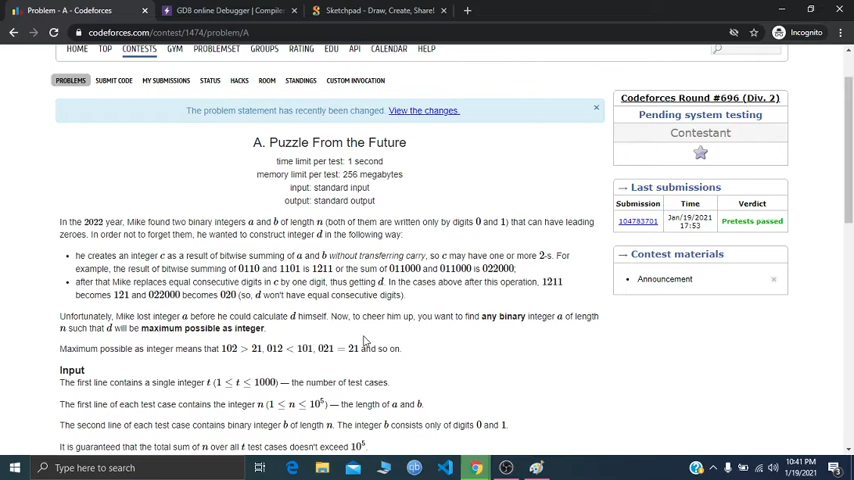 Problem - A - Codeforces
GDB online Debugger | Compiler
Sketchpad - Draw, Create, Share!
codeforces.com/contest/1474/problem/A
Incognito
HOME TOP CONTESTS GYM PROBLEMSET GROUPS RATING EDU API CALENDAR HELP
PROBLEMS SUBMIT CODE MY SUBMISSIONS STATUS HACKS ROOM STANDINGS CUSTOM INVOCATION
The problem statement has recently been changed. View the changes.
×
A. Puzzle From the Future
time limit per test: 1 second
memory limit per test: 256 megabytes
input: standard input
output: standard output
In the 2022 year, Mike found two binary integers a and b of length n (both of them are written only by digits 0 and 1) that can have leading
zeroes. In order not to forget them, he wanted to construct integer d in the following way:
• he creates an integer c as a result of bitwise summing of a and b without transferring carry, so c may have one or more 2-s. For
example, the result of bitwise summing of 0110 and 1101 is 1211 or the sum of 011000 and 011000 is 022000;
• after that Mike replaces equal consecutive digits in c by one digit, thus getting d. In the cases above after this operation, 1211
becomes 121 and 022000 becomes 020 (so, d won't have equal consecutive digits).
Unfortunately, Mike lost integer a before he could calculate d himself. Now, to cheer him up, you want to find any binary integer a of length
n such that d will be maximum possible as integer.
Maximum possible as integer means that 102 > 21, 012 < 101, 021 = 21 and so on.
Input
The first line contains a single integer t (1 ≤ t ≤ 1000) — the number of test cases.
The first line of each test case contains the integer n (1 ≤ n ≤ 10⁵) — the length of a and b.
The second line of each test case contains binary integer b of length n. The integer b consists only of digits 0 and 1.
It is guaranteed that the total sum of n over all t test cases doesn't exceed 10⁵.
Codeforces Round #696 (Div. 2)
Pending system testing
Contestant
→ Last submissions
Submission Time Verdict
104783701 Jan/19/2021 17:53 Pretests passed
→ Contest materials
• Announcement
Type here to search
10:41 PM
1/19/2021